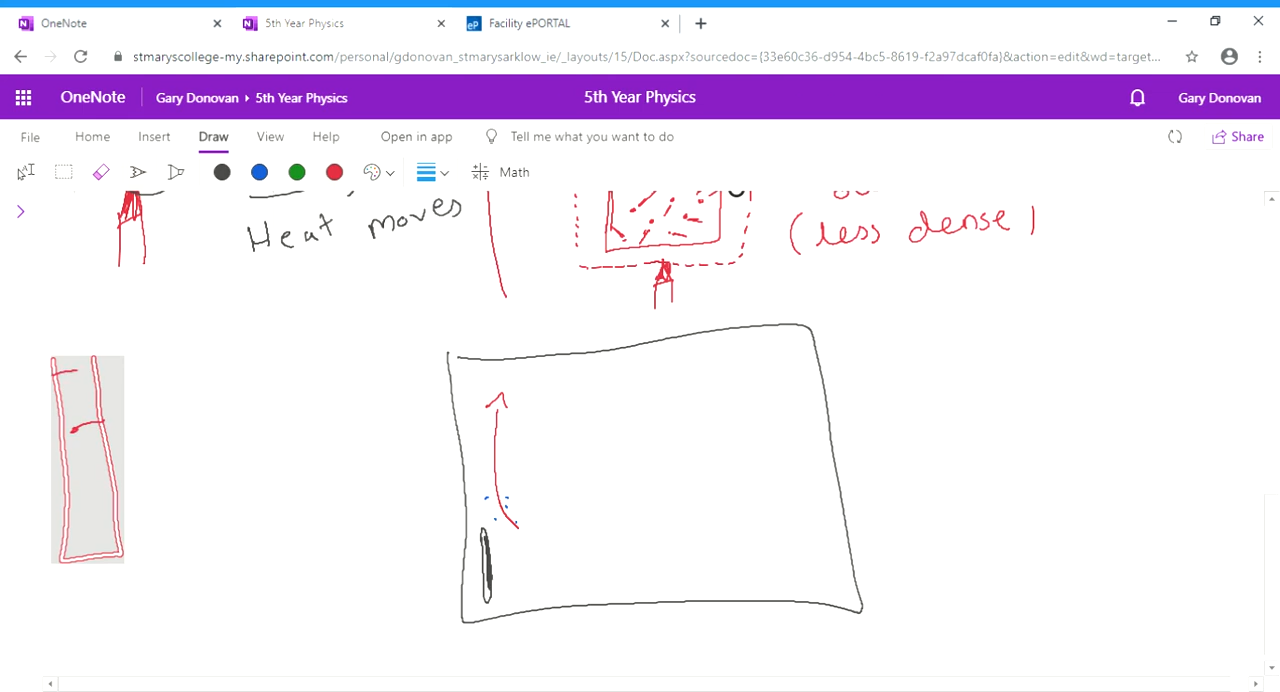 OneNote
5th Year Physics
Facility ePORTAL
stmaryscollege-my.sharepoint.com/personal/gdonovan_stmarysarklow_ie/_layouts/15/Doc.aspx?sourcedoc={33e60c36-d954-4bc5-8619-f2a97dcaf0fa}&action=edit&wd=target...
OneNote Gary Donovan › 5th Year Physics
5th Year Physics
Gary Donovan
File Home Insert Draw View Help Open in app Tell me what you want to do
Share
Math
Heat moves
(less dense)